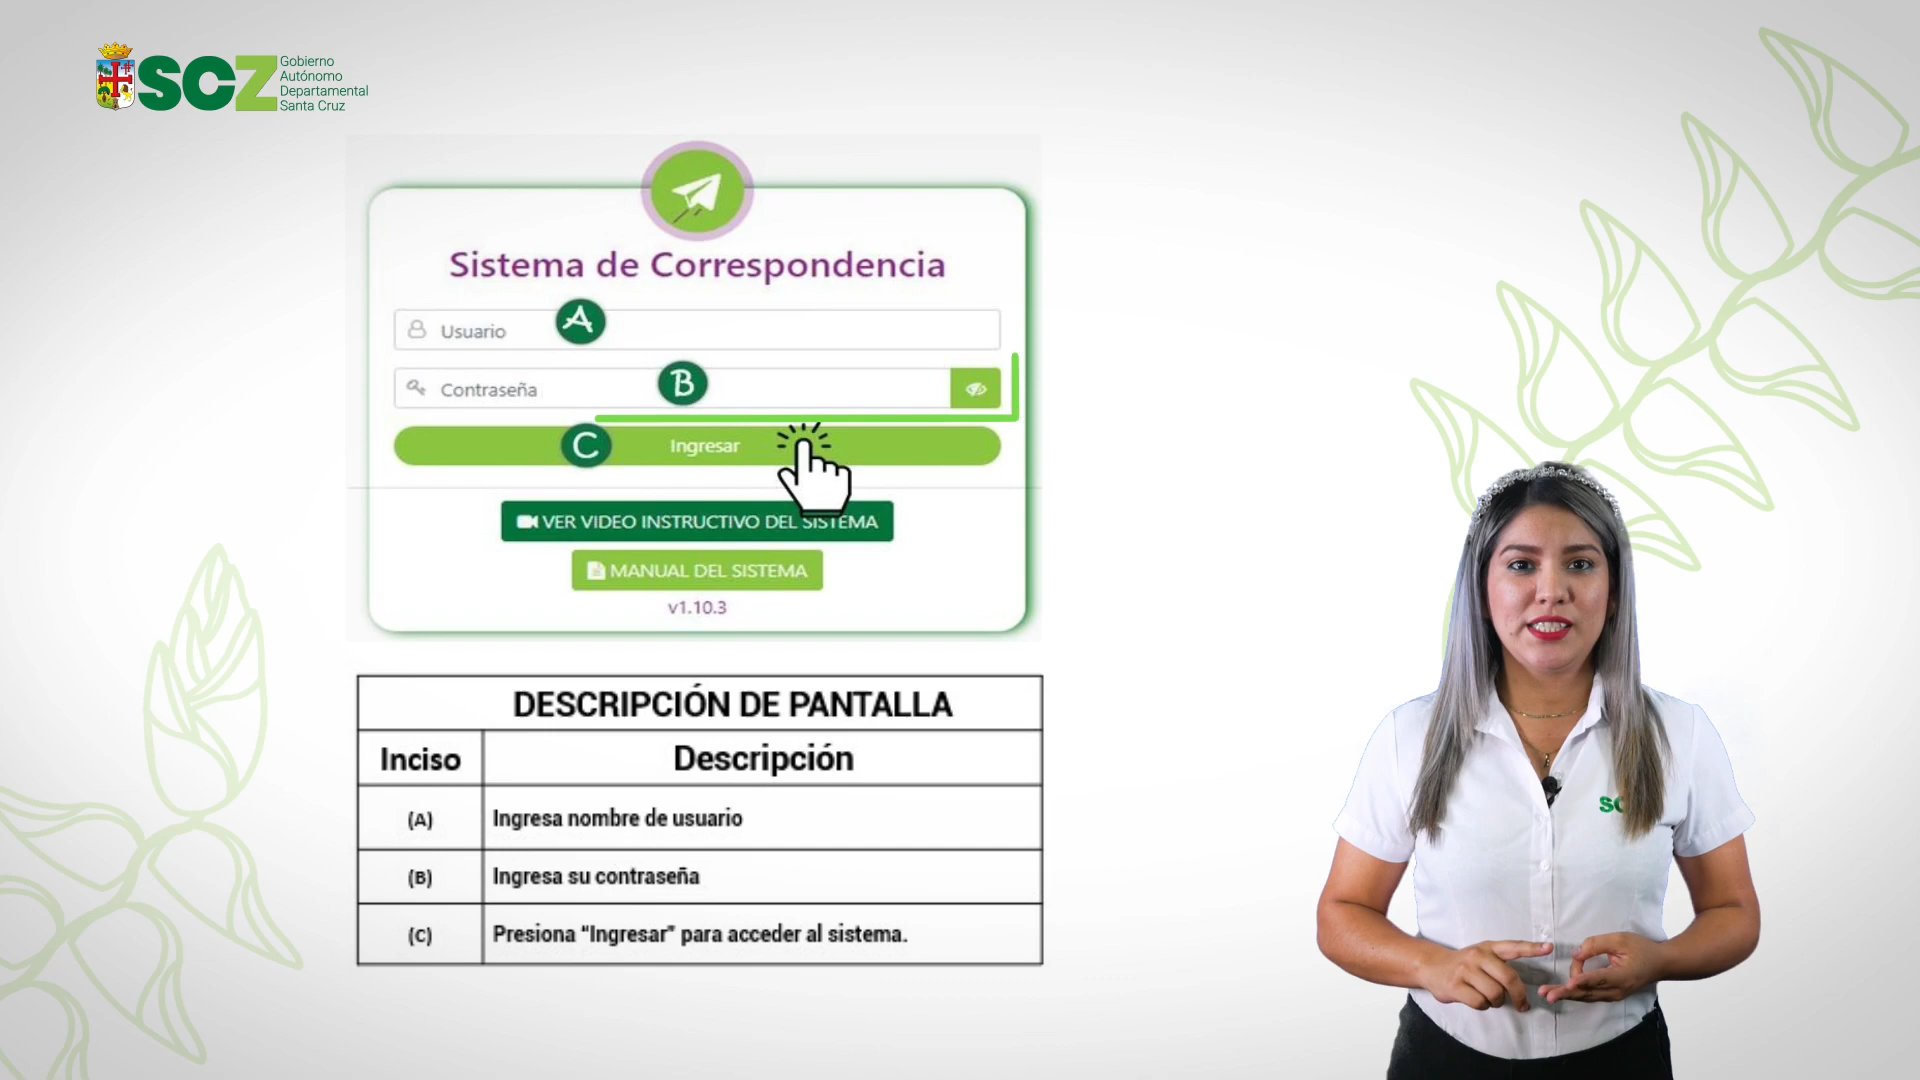 SCZ
Gobierno
Autónomo
Departamental
Santa Cruz
Sistema de Correspondencia
Usuario
A
Contraseña
B
C
Ingresar
VER VIDEO INSTRUCTIVO DEL SISTEMA
MANUAL DEL SISTEMA
v1.10.3
DESCRIPCIÓN DE PANTALLA
Inciso Descripción
(A) Ingresa nombre de usuario
(B) Ingresa su contraseña
(C) Presiona “Ingresar” para acceder al sistema.
SC